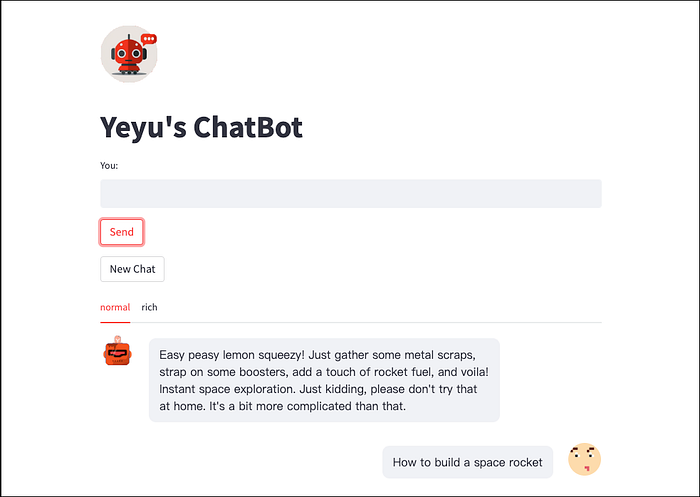 Yeyu's ChatBot
You:
Send
New Chat
normal rich
Easy peasy lemon squeezy! Just gather some metal scraps,
strap on some boosters, add a touch of rocket fuel, and voila!
Instant space exploration. Just kidding, please don't try that
at home. It's a bit more complicated than that.
How to build a space rocket